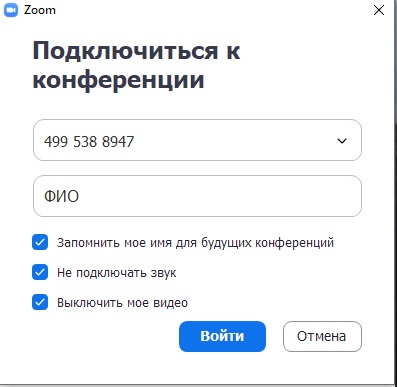 Zoom
Подключиться к
конференции
499 538 8947
ФИО
Запомнить мое имя для будущих конференций
Не подключать звук
Выключить мое видео
Войти
Отмена